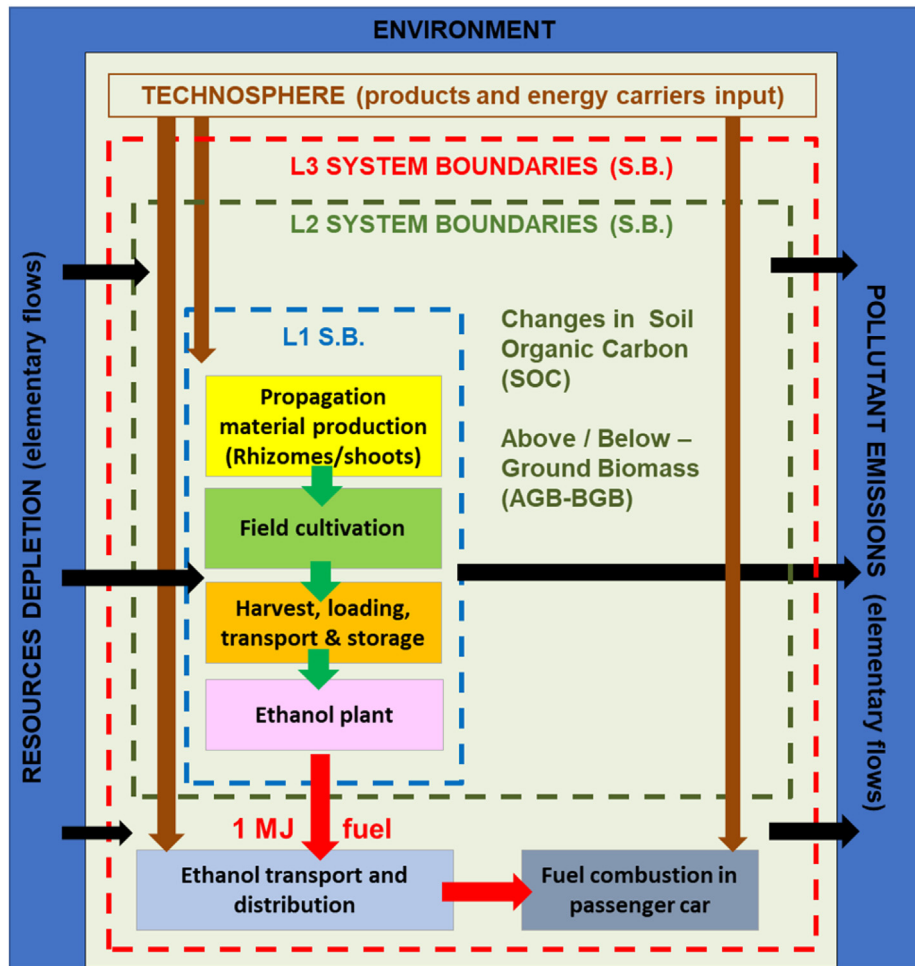 ENVIRONMENT
TECHNOSPHERE (products and energy carriers input)
L3 SYSTEM BOUNDARIES (S.B.)
L2 SYSTEM BOUNDARIES (S.B.)
RESOURCES DEPLETION (elementary flows)
L1 S.B.
Propagation
material production
(Rhizomes/shoots)
Field cultivation
Harvest, loading,
transport & storage
Ethanol plant
Changes in Soil
Organic Carbon
(SOC)
Above / Below –
Ground Biomass
(AGB-BGB)
POLLUTANT EMISSIONS (elementary flows)
1 MJ fuel
Ethanol transport and
distribution
Fuel combustion in
passenger car